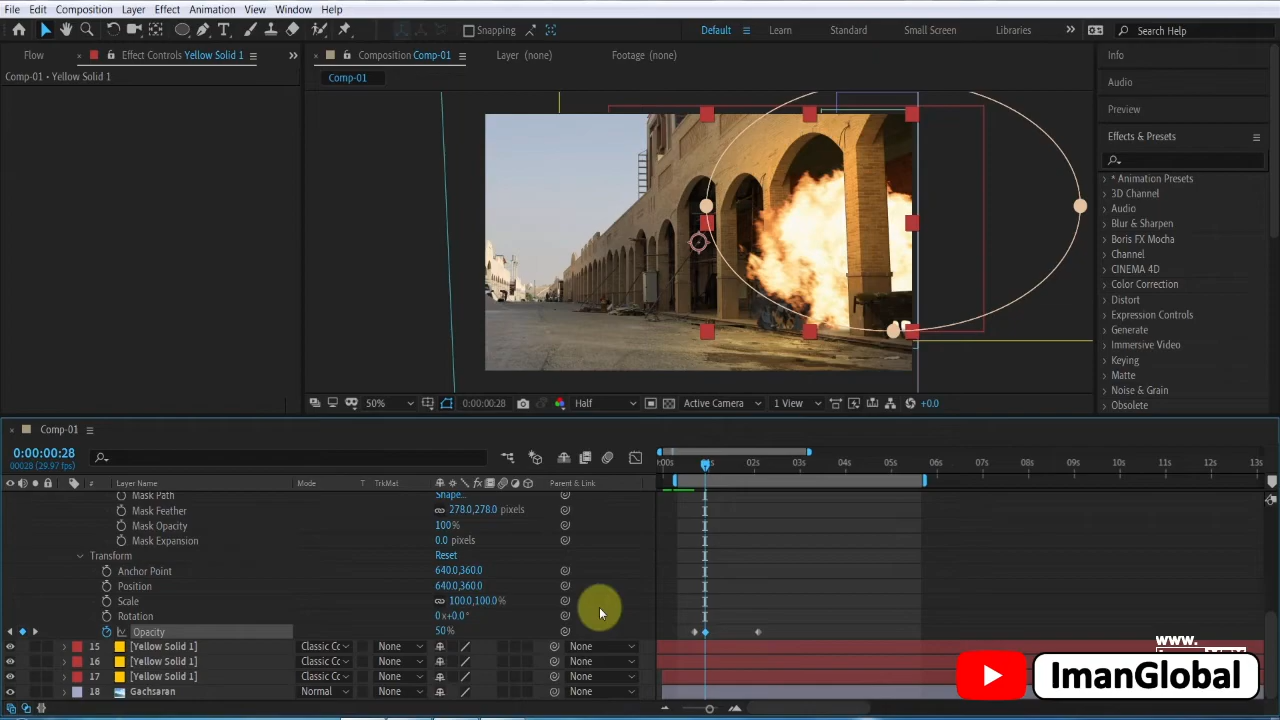 File Edit Composition Layer Effect Animation View Window Help
Snapping Default Learn Standard Small Screen Libraries Search Help
Flow Effect Controls Yellow Solid 1 Composition Comp-01 Layer (none) Footage (none) Info
Comp-01 • Yellow Solid 1 Comp-01 Audio
Preview
Effects & Presets
* Animation Presets
3D Channel
Audio
Blur & Sharpen
Boris FX Mocha
Channel
CINEMA 4D
Color Correction
Distort
Expression Controls
Generate
Immersive Video
Keying
Matte
Noise & Grain
Obsolete
50% 0:00:00:28 Half Active Camera 1 View +0.0
Comp-01
0:00:00:28
00028 (29.97 fps)
:00s 01s 02s 03s 04s 05s 06s 07s 08s 09s 10s 11s 12s 13s
# Layer Name Mode T TrkMat Parent & Link
Mask Path Shape...
Mask Feather 278.0,278.0 pixels
Mask Opacity 100%
Mask Expansion 0.0 pixels
Transform Reset
Anchor Point 640.0,360.0
Position 640.0,360.0
Scale 100.0,100.0%
Rotation 0x+0.0°
Opacity 50%
15 [Yellow Solid 1] Classic Cc None None
16 [Yellow Solid 1] Classic Cc None None
17 [Yellow Solid 1] Classic Cc None None
18 Gachsaran Normal None None
www.
ImanGlobal